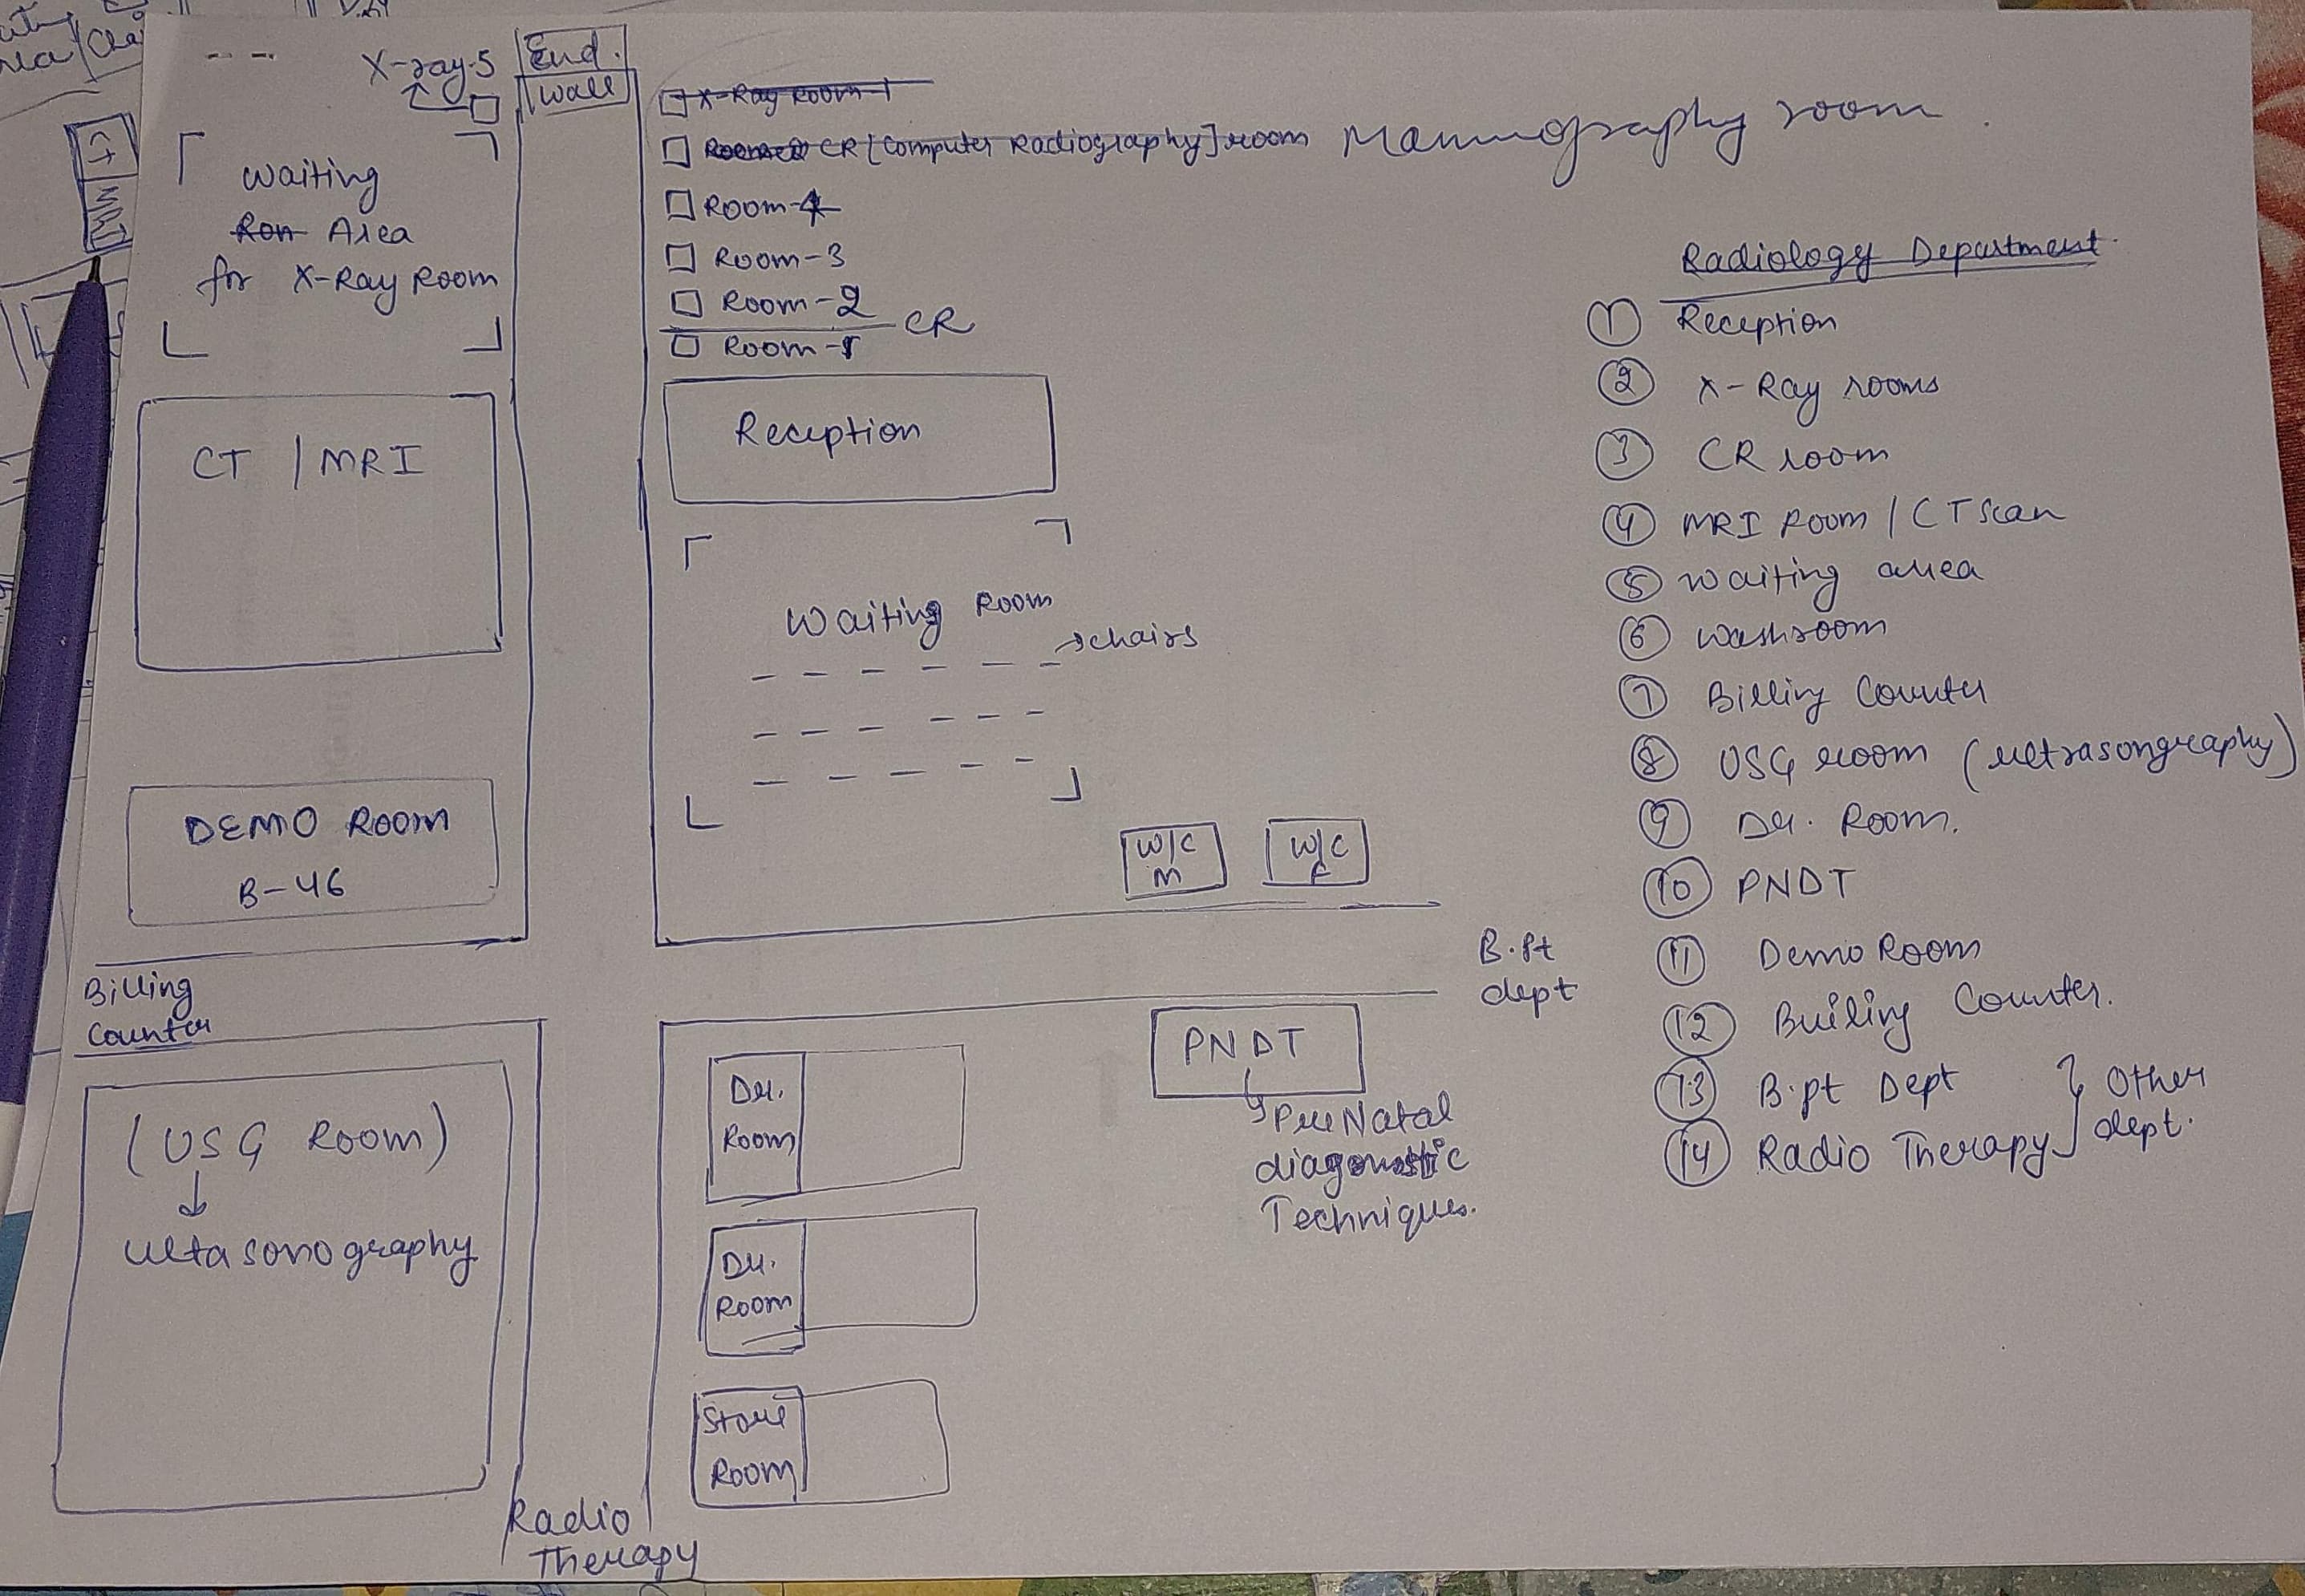 X-ray-5
End.
Wall
X-Ray Room-1
CR [Computer Radiography] room Mammography room.
Room-4
Room-3
Room-2
CR
Room-1
Waiting
Ron Area
for X-Ray Room
CT | MRI
Reception
Waiting Room
chairs
DEMO ROOM
B-46
W/C
M
W/C
F
Billing
Counter
B.pt
dept
(USG Room)
ultasonography
Dr.
Room
Dr.
Room
Store
Room
PNDT
PreNatal
diagonostic
Techniques.
Radio
Therapy
Radiology Department.
1 Reception
2 X-Ray rooms
3 CR room
4 MRI Room / CT Scan
5 Waiting area
6 Washroom
7 Billing Counter
8 USG room (ultrasongraphy)
9 Dr. Room.
10 PNDT
11 Demo Room
12 Builing Counter.
13 B.pt Dept
14 Radio Therapy
Other
dept.
CT MRI